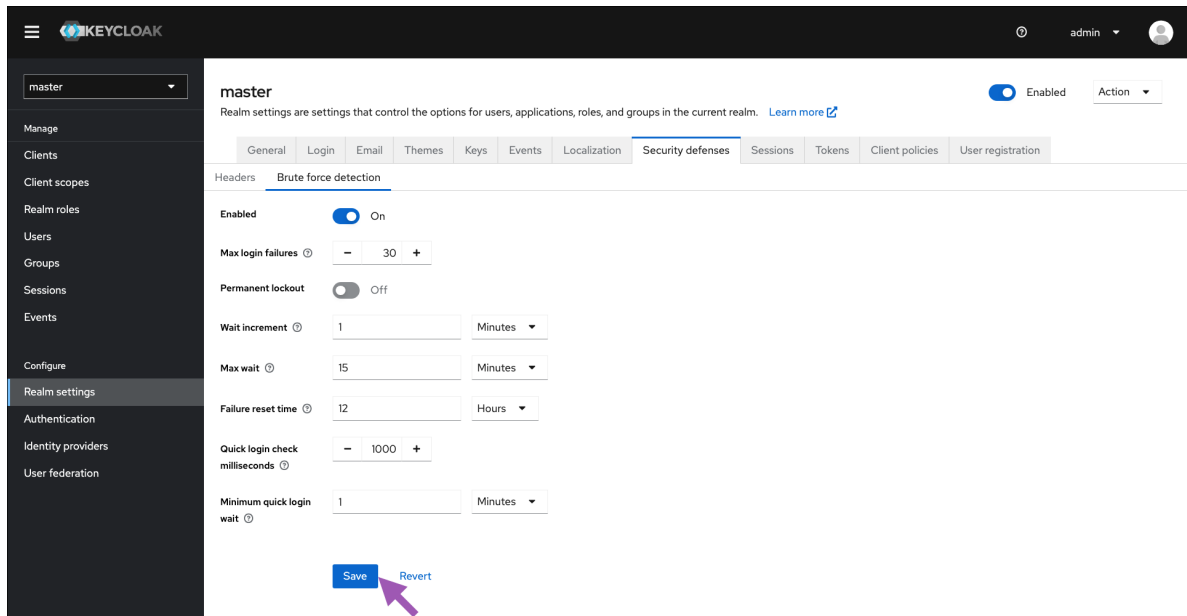 KEYCLOAK
admin
master
Manage
Clients
Client scopes
Realm roles
Users
Groups
Sessions
Events
Configure
Realm settings
Authentication
Identity providers
User federation
master
Enabled
Action
Realm settings are settings that control the options for users, applications, roles, and groups in the current realm. Learn more
General Login Email Themes Keys Events Localization Security defenses Sessions Tokens Client policies User registration
Headers Brute force detection
Enabled On
Max login failures 30
Permanent lockout Off
Wait increment 1 Minutes
Max wait 15 Minutes
Failure reset time 12 Hours
Quick login check
milliseconds
1000
Minimum quick login
wait
1 Minutes
Save Revert